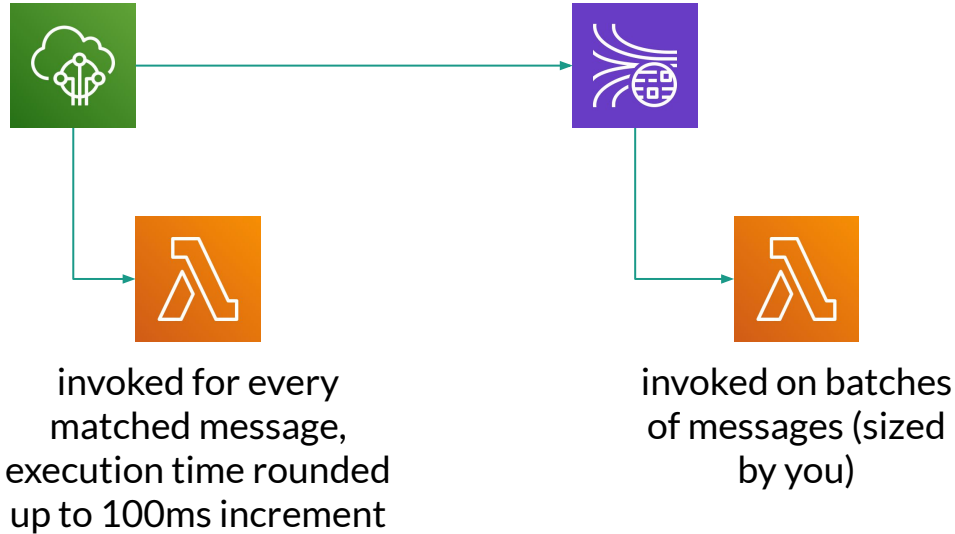 invoked for every
matched message,
execution time rounded
up to 100ms increment
invoked on batches
of messages (sized
by you)